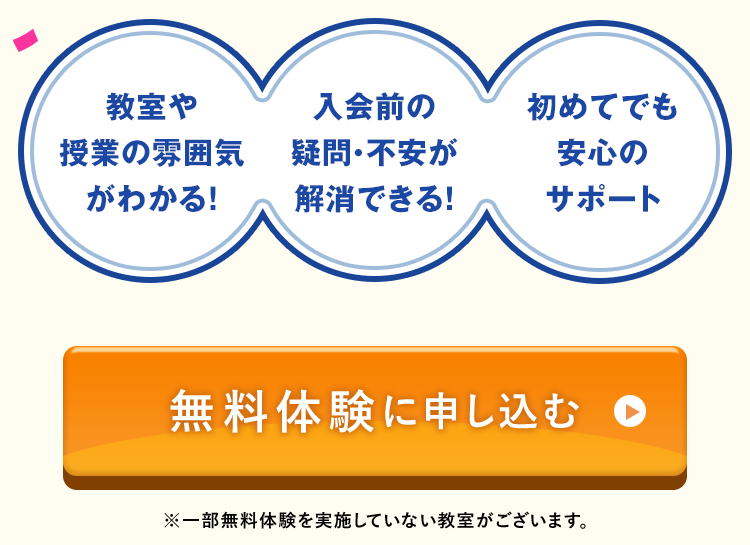 教室や
授業の雰囲気
がわかる!
入会前の
疑問・不安が
解消できる!
初めてでも
安心の
サポート
無料体験に申し込む
※一部無料体験を実施していない教室がございます。